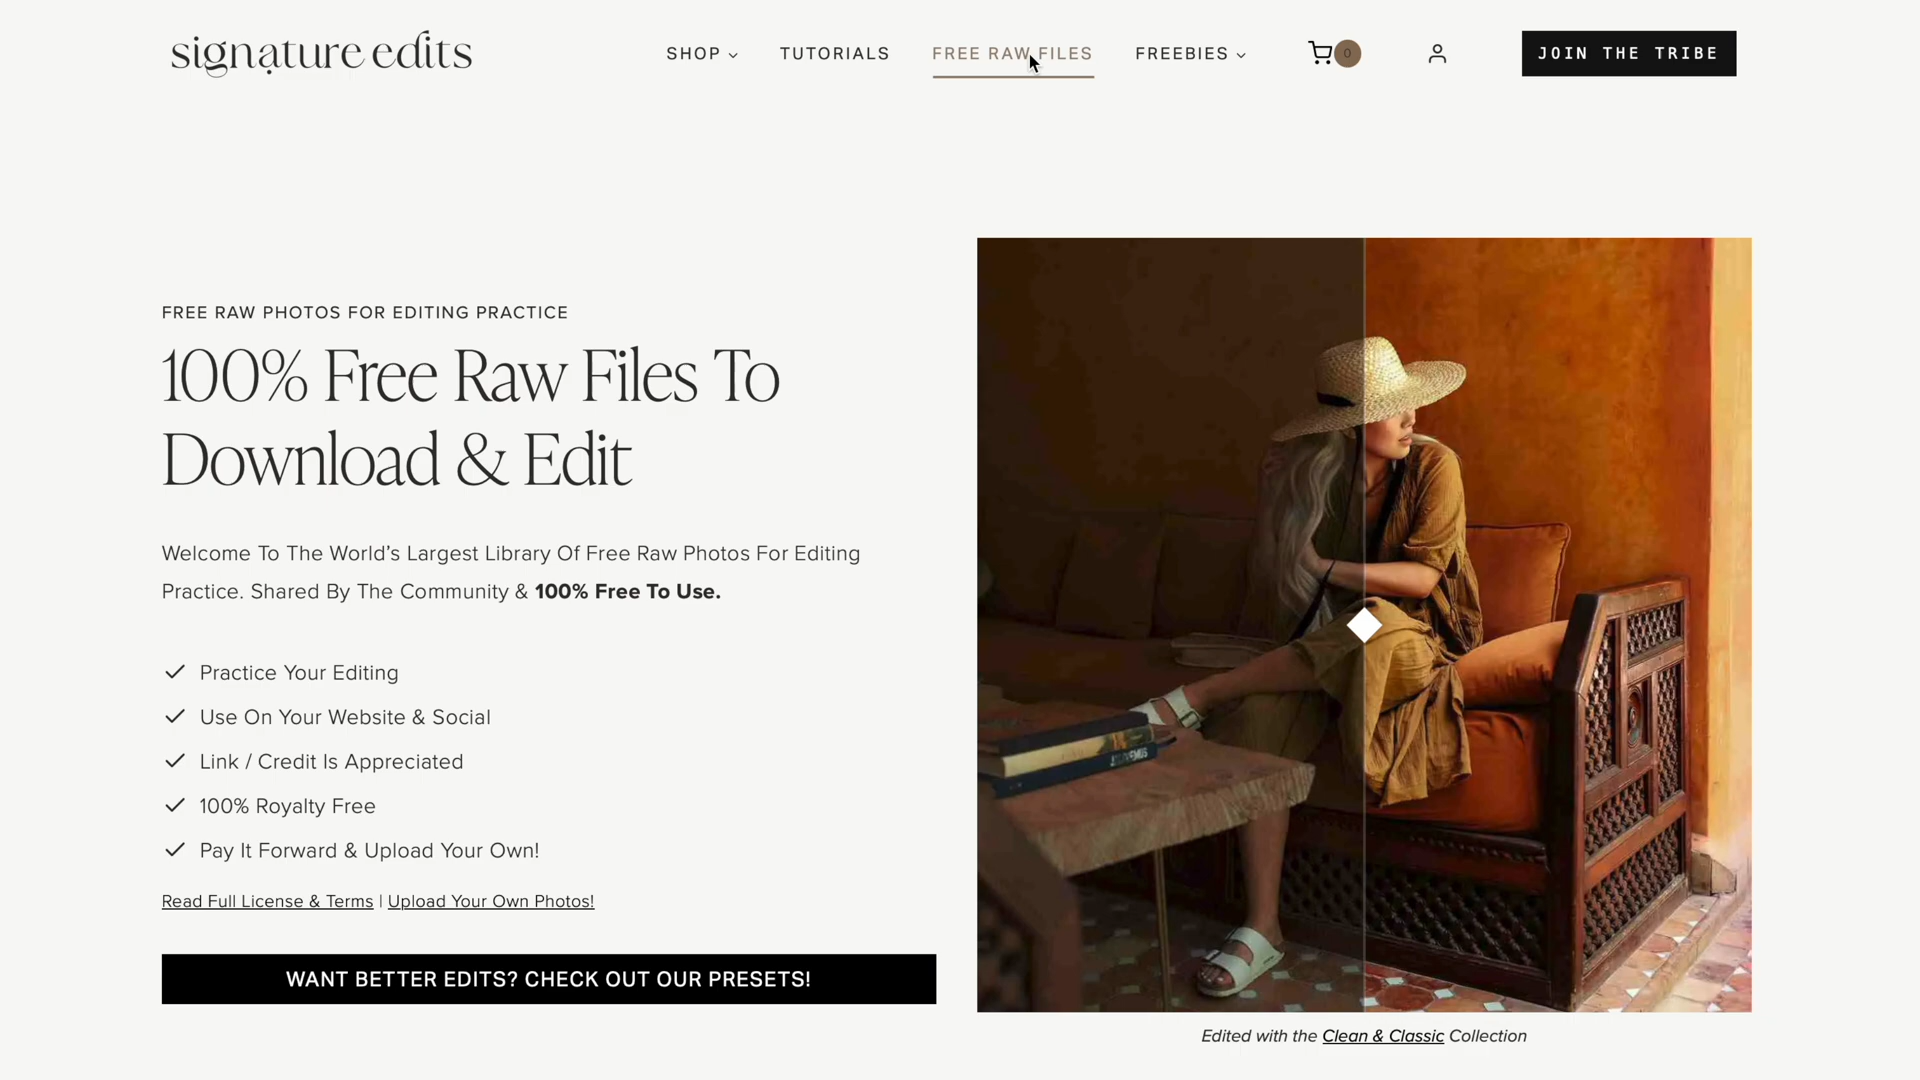 signature edits
SHOP
TUTORIALS
FREE RAW FILES
FREEBIES
0
JOIN THE TRIBE
FREE RAW PHOTOS FOR EDITING PRACTICE
100% Free Raw Files To
Download & Edit
Welcome To The World's Largest Library Of Free Raw Photos For Editing
Practice. Shared By The Community & 100% Free To Use.
Practice Your Editing
Use On Your Website & Social
Link / Credit Is Appreciated
100% Royalty Free
Pay It Forward & Upload Your Own!
Read Full License & Terms | Upload Your Own Photos!
WANT BETTER EDITS? CHECK OUT OUR PRESETS!
Edited with the Clean & Classic Collection